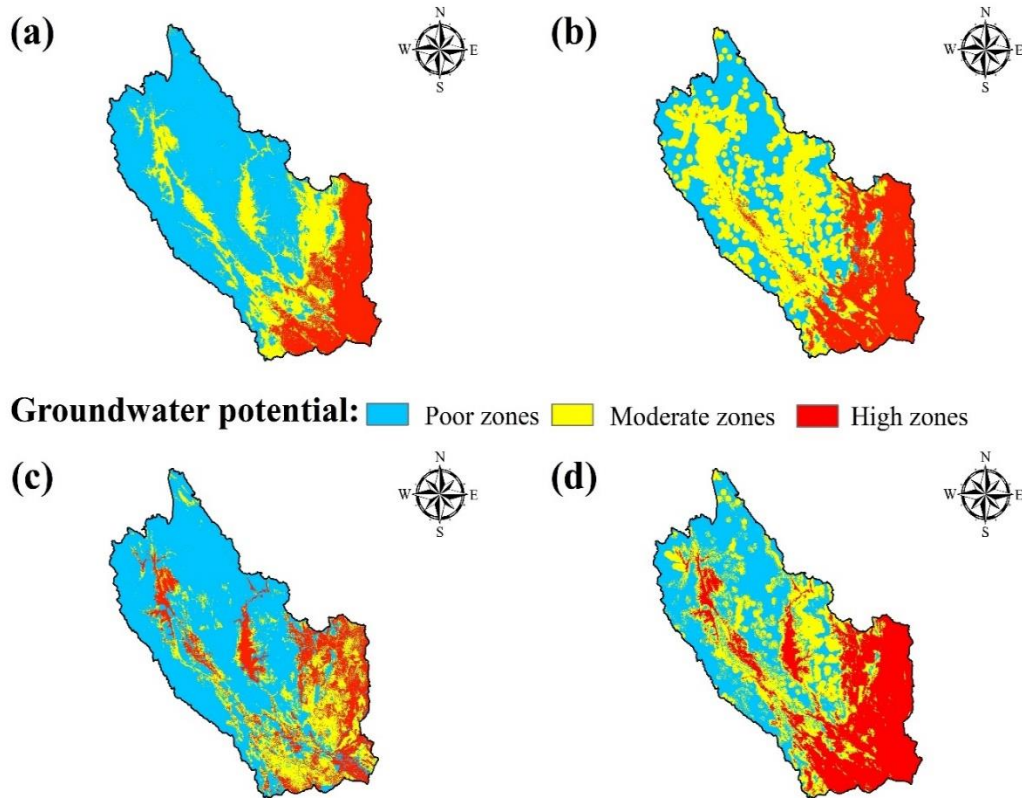 (a)
N
W E
S
(b)
N
W E
S
Groundwater potential: Poor zones Moderate zones High zones
(c)
N
W E
S
(d)
N
W E
S